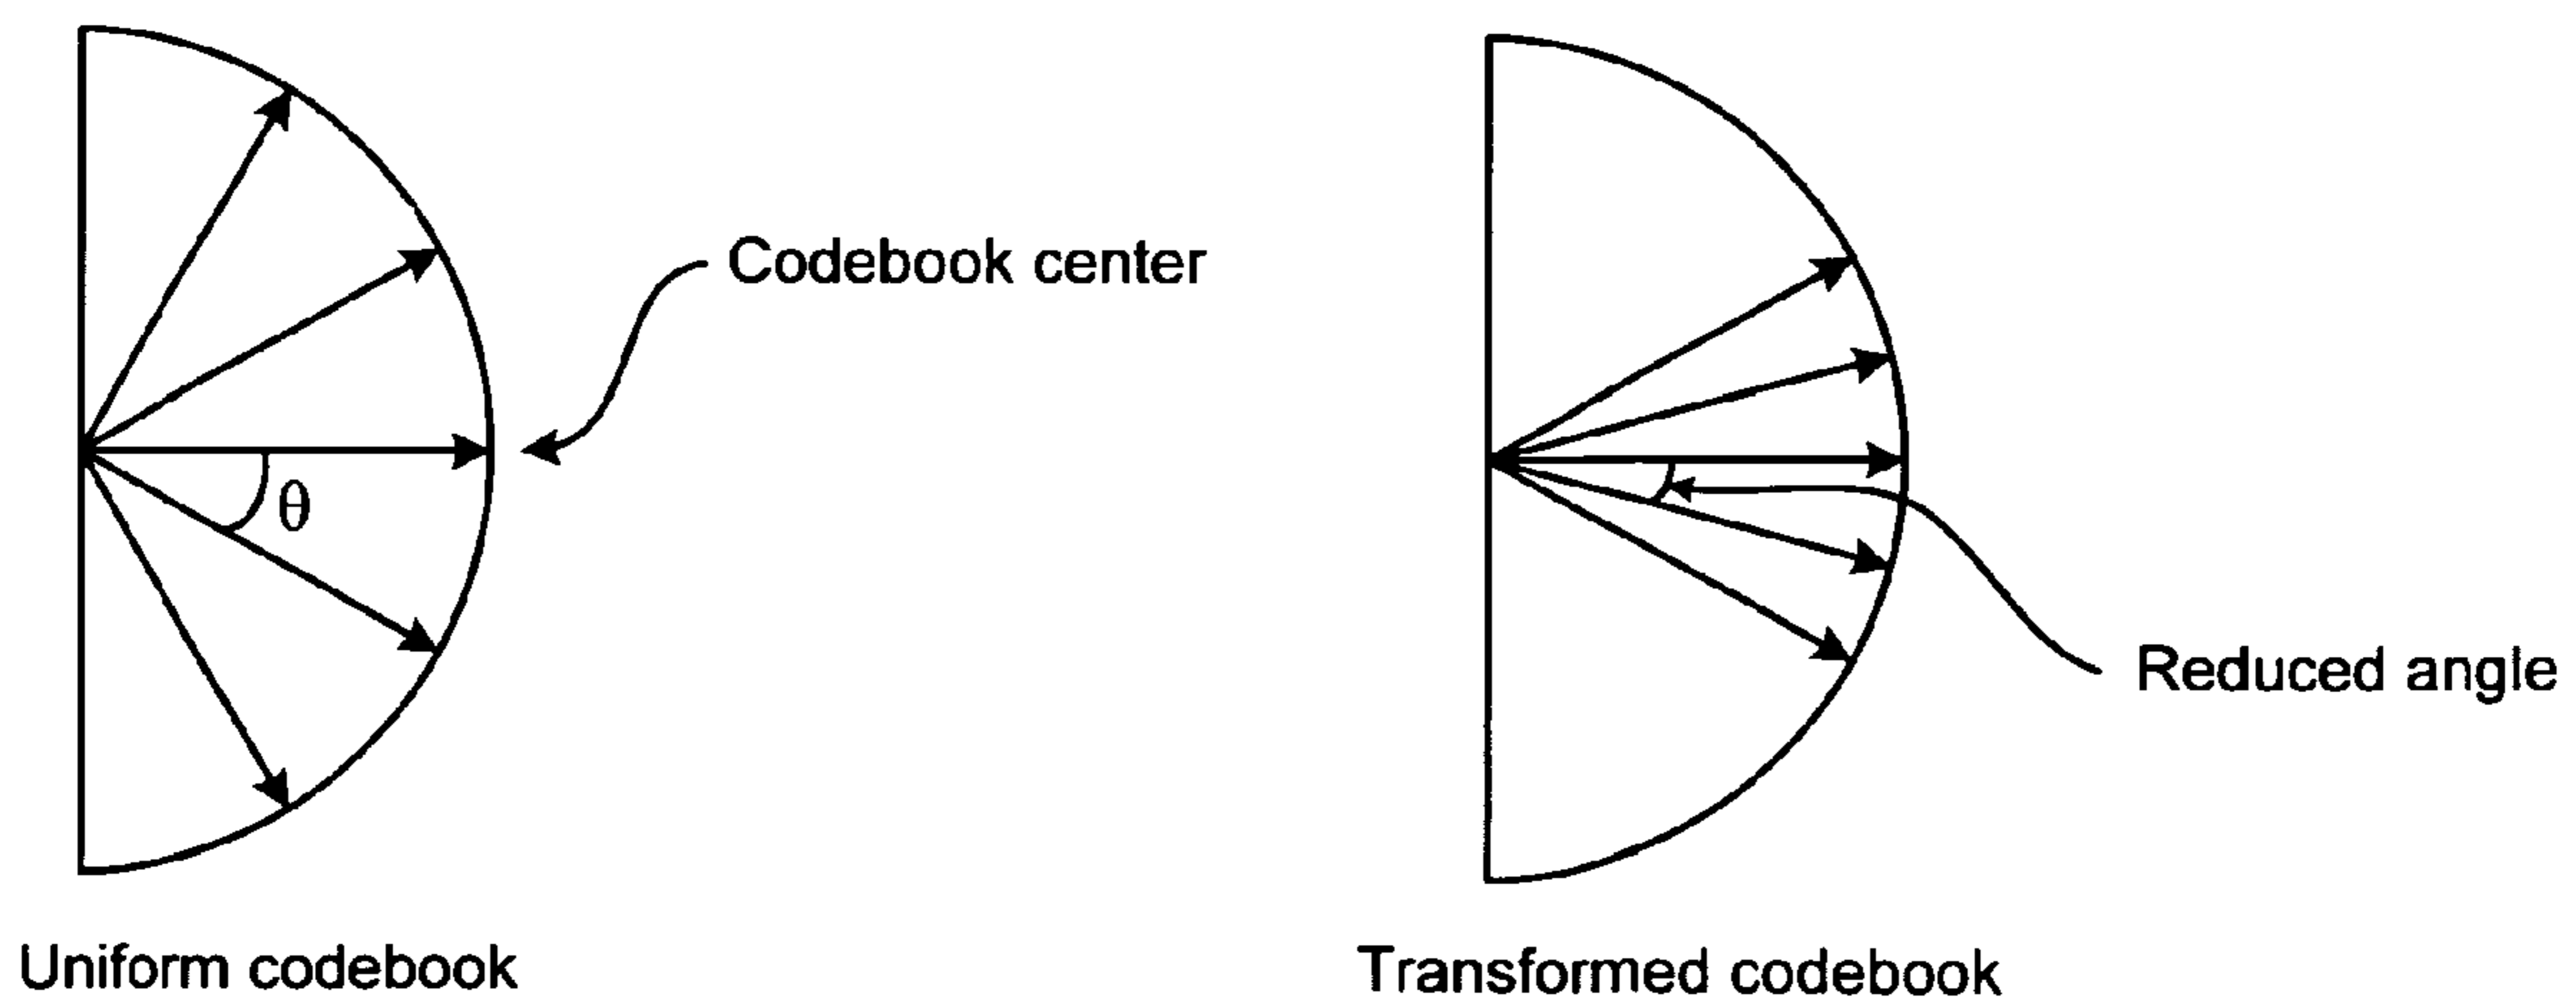 Codebook center
θ
Reduced angle
Uniform codebook
Transformed codebook